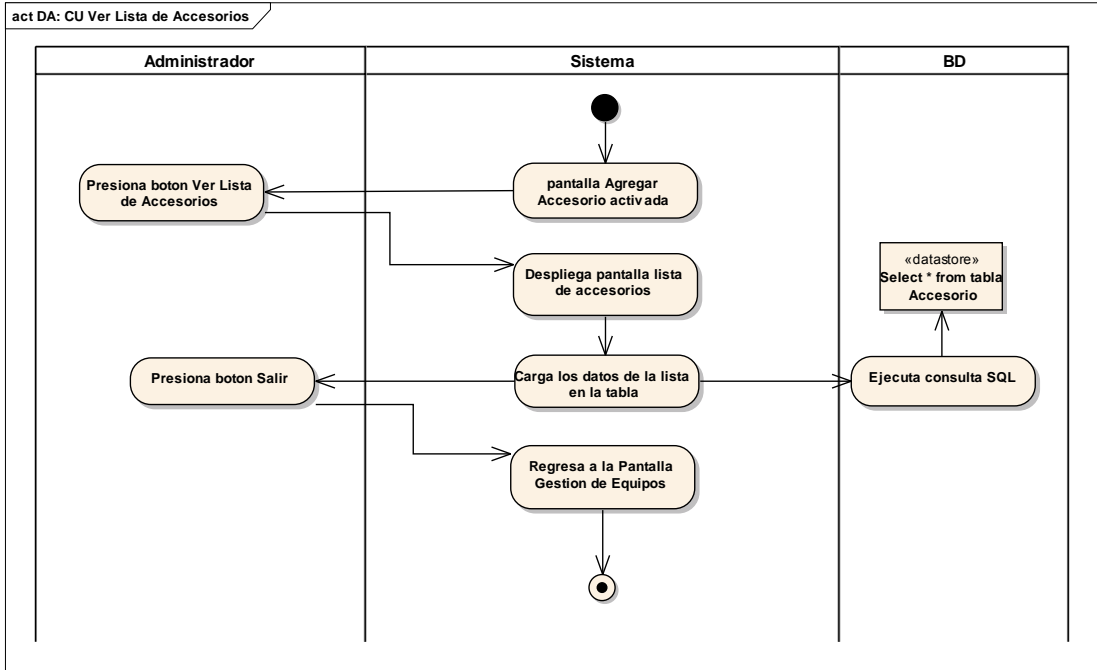 act DA: CU Ver Lista de Accesorios
Administrador
Sistema
BD
pantalla Agregar
Accesorio activada
Presiona boton Ver Lista
de Accesorios
Despliega pantalla lista
de accesorios
«datastore»
Select * from tabla
Accesorio
Presiona boton Salir
Carga los datos de la lista
en la tabla
Ejecuta consulta SQL
Regresa a la Pantalla
Gestion de Equipos